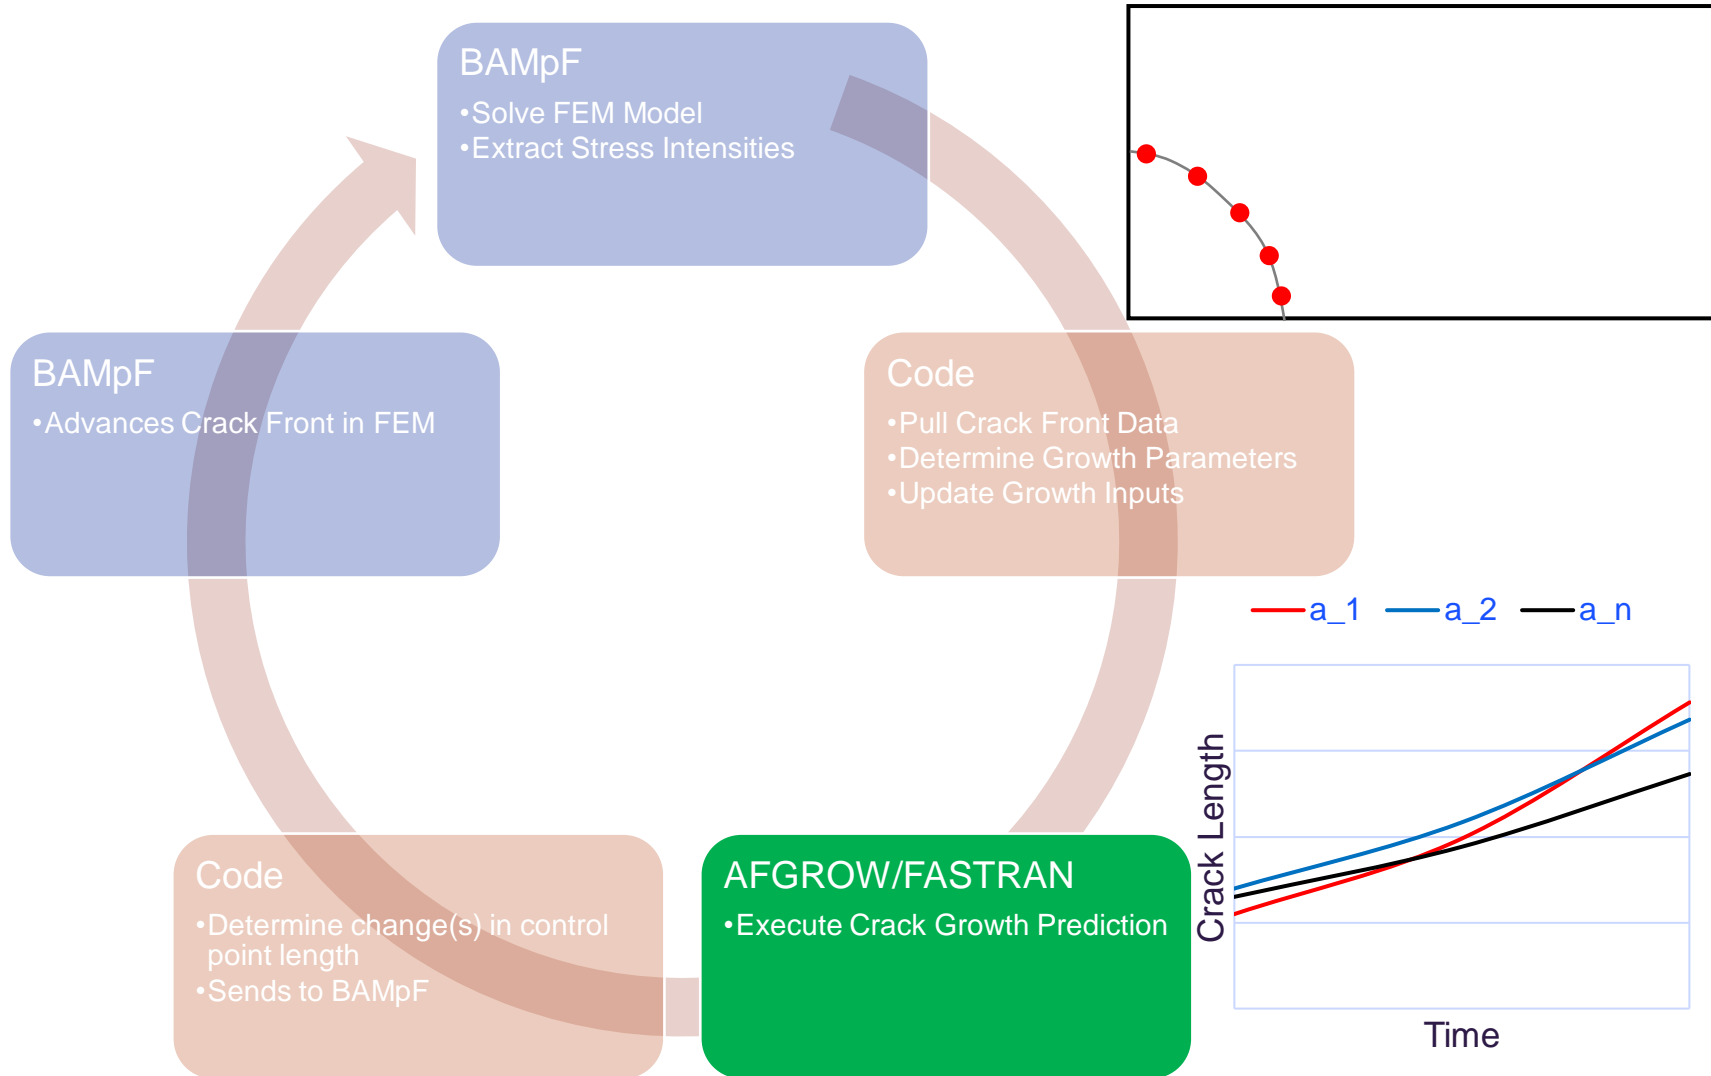 BAMpF
•Solve FEM Model
•Extract Stress Intensities
Code
•Pull Crack Front Data
•Determine Growth Parameters
•Update Growth Inputs
AFGROW/FASTRAN
•Execute Crack Growth Prediction
Code
•Determine change(s) in control
point length
•Sends to BAMpF
BAMpF
•Advances Crack Front in FEM
a_1 a_2 a_n
Crack Length
Time